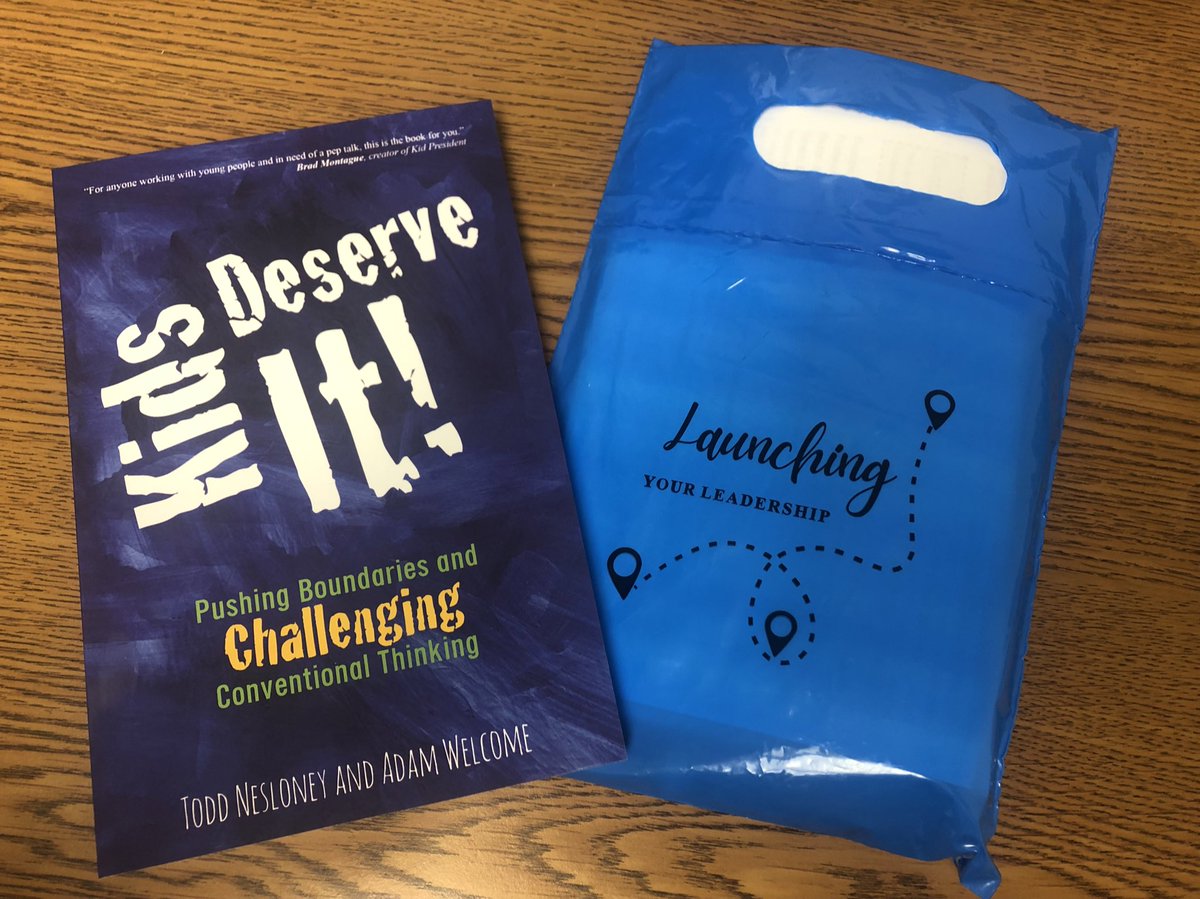 "For anyone working with young people and in need of a pep talk, this is the book for you."
Brad Montague, creator of Kid President
Kids
Deserve
It!
Pushing Boundaries and
Challenging
Conventional Thinking
Todd Nesloney and Adam Welcome
Launching
YOUR LEADERSHIP